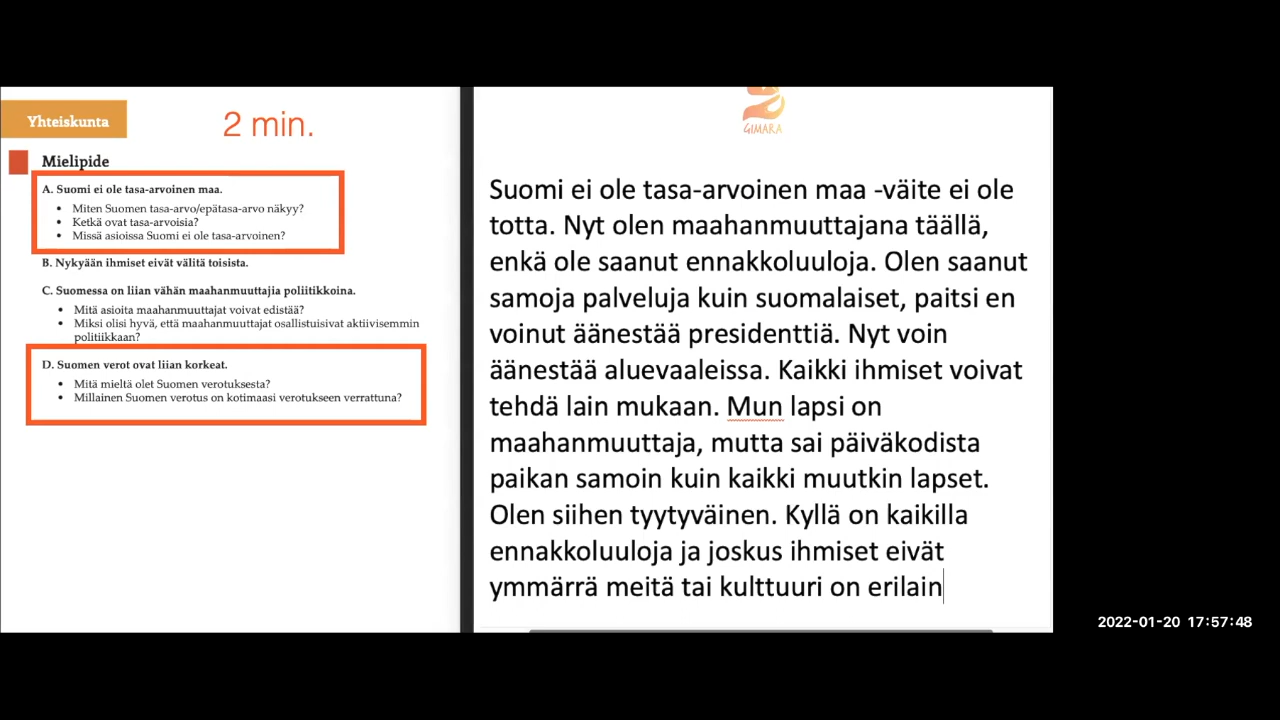 Yhteiskunta
2 min.
Mielipide
A. Suomi ei ole tasa-arvoinen maa.
• Miten Suomen tasa-arvo/epätasa-arvo näkyy?
• Ketkä ovat tasa-arvoisia?
• Missä asioissa Suomi ei ole tasa-arvoinen?
B. Nykyään ihmiset eivät välitä toisista.
C. Suomessa on liian vähän maahanmuuttajia poliitikkoina.
• Mitä asioita maahanmuuttajat voivat edistää?
• Miksi olisi hyvä, että maahanmuuttajat osallistuisivat aktiivisemmin
politiikkaan?
D. Suomen verot ovat liian korkeat.
• Mitä mieltä olet Suomen verotuksesta?
• Millainen Suomen verotus on kotimaasi verotukseen verrattuna?
GIMARA
Suomi ei ole tasa-arvoinen maa -väite ei ole
totta. Nyt olen maahanmuuttajana täällä,
enkä ole saanut ennakkoluuloja. Olen saanut
samoja palveluja kuin suomalaiset, paitsi en
voinut äänestää presidenttiä. Nyt voin
äänestää aluevaaleissa. Kaikki ihmiset voivat
tehdä lain mukaan. Mun lapsi on
maahanmuuttaja, mutta sai päiväkodista
paikan samoin kuin kaikki muutkin lapset.
Olen siihen tyytyväinen. Kyllä on kaikilla
ennakkoluuloja ja joskus ihmiset eivät
ymmärrä meitä tai kulttuuri on erilain
2022-01-20 17:57:48